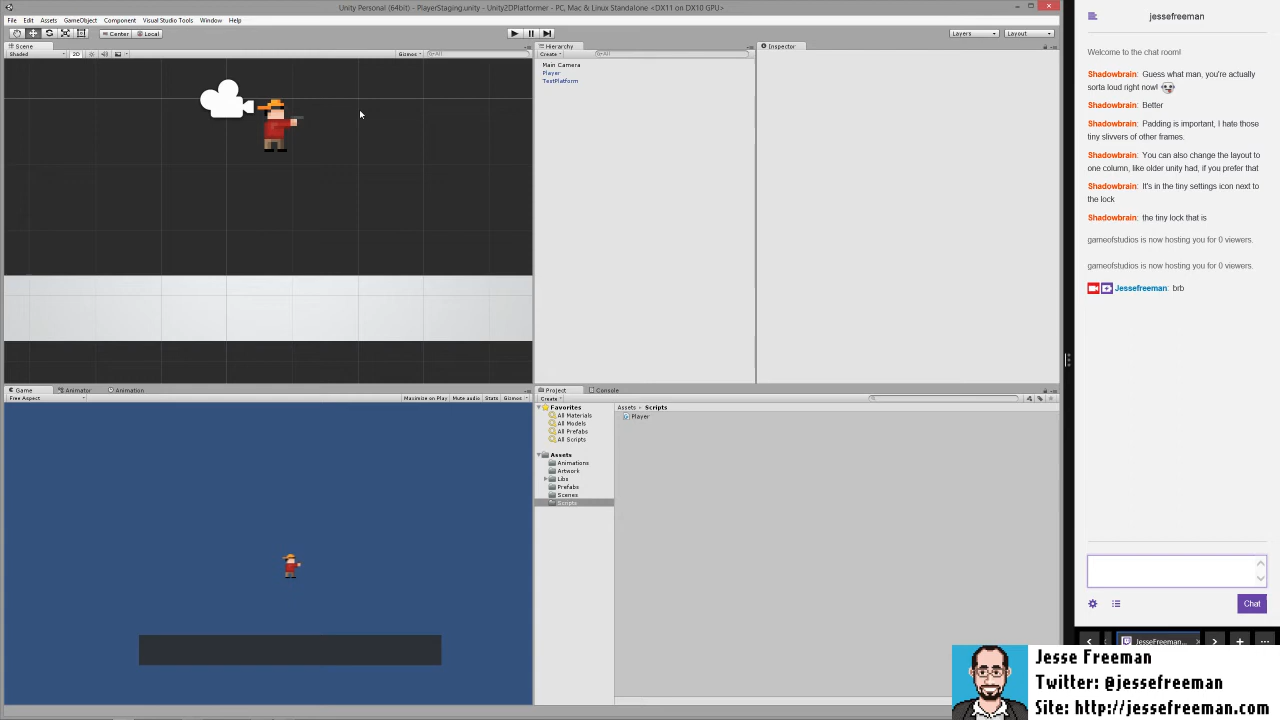 Unity Personal (64bit) - PlayerStaging.unity - Unity2DPlatformer - PC, Mac & Linux Standalone <DX11 on DX10 GPU>
File Edit Assets GameObject Component Visual Studio Tools Window Help
Center Local
Layers Layout
Scene
Shaded 2D Gizmos All
Hierarchy
Create All
Main Camera
Player
TestPlatform
Inspector
Game Animator Animation
Free Aspect Maximize on Play Mute audio Stats Gizmos
Project Console
Create
Favorites
All Materials
All Models
All Prefabs
All Scripts
Assets
Animations
Artwork
Libs
Prefabs
Scenes
Scripts
Assets Scripts
Player
jessefreeman
Welcome to the chat room!
Shadowbrain: Guess what man, you're actually
sorta loud right now!
Shadowbrain: Better
Shadowbrain: Padding is important, I hate those
tiny slivvers of other frames.
Shadowbrain: You can also change the layout to
one column, like older unity had, if you prefer that
Shadowbrain: It's in the tiny settings icon next to
the lock
Shadowbrain: the tiny lock that is
gameofstudios is now hosting you for 0 viewers.
gameofstudios is now hosting you for 0 viewers.
Jessefreeman: brb
Chat
JesseFreeman...
Jesse Freeman
Twitter: @jessefreeman
Site: http://jessefreeman.com